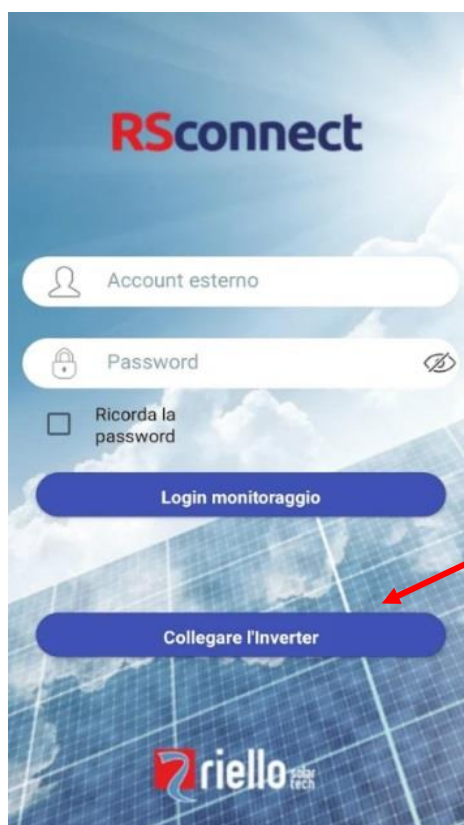 RSconnect
Account esterno
Password
Ricorda la
password
Login monitoraggio
Collegare l'Inverter
riello solar
tech